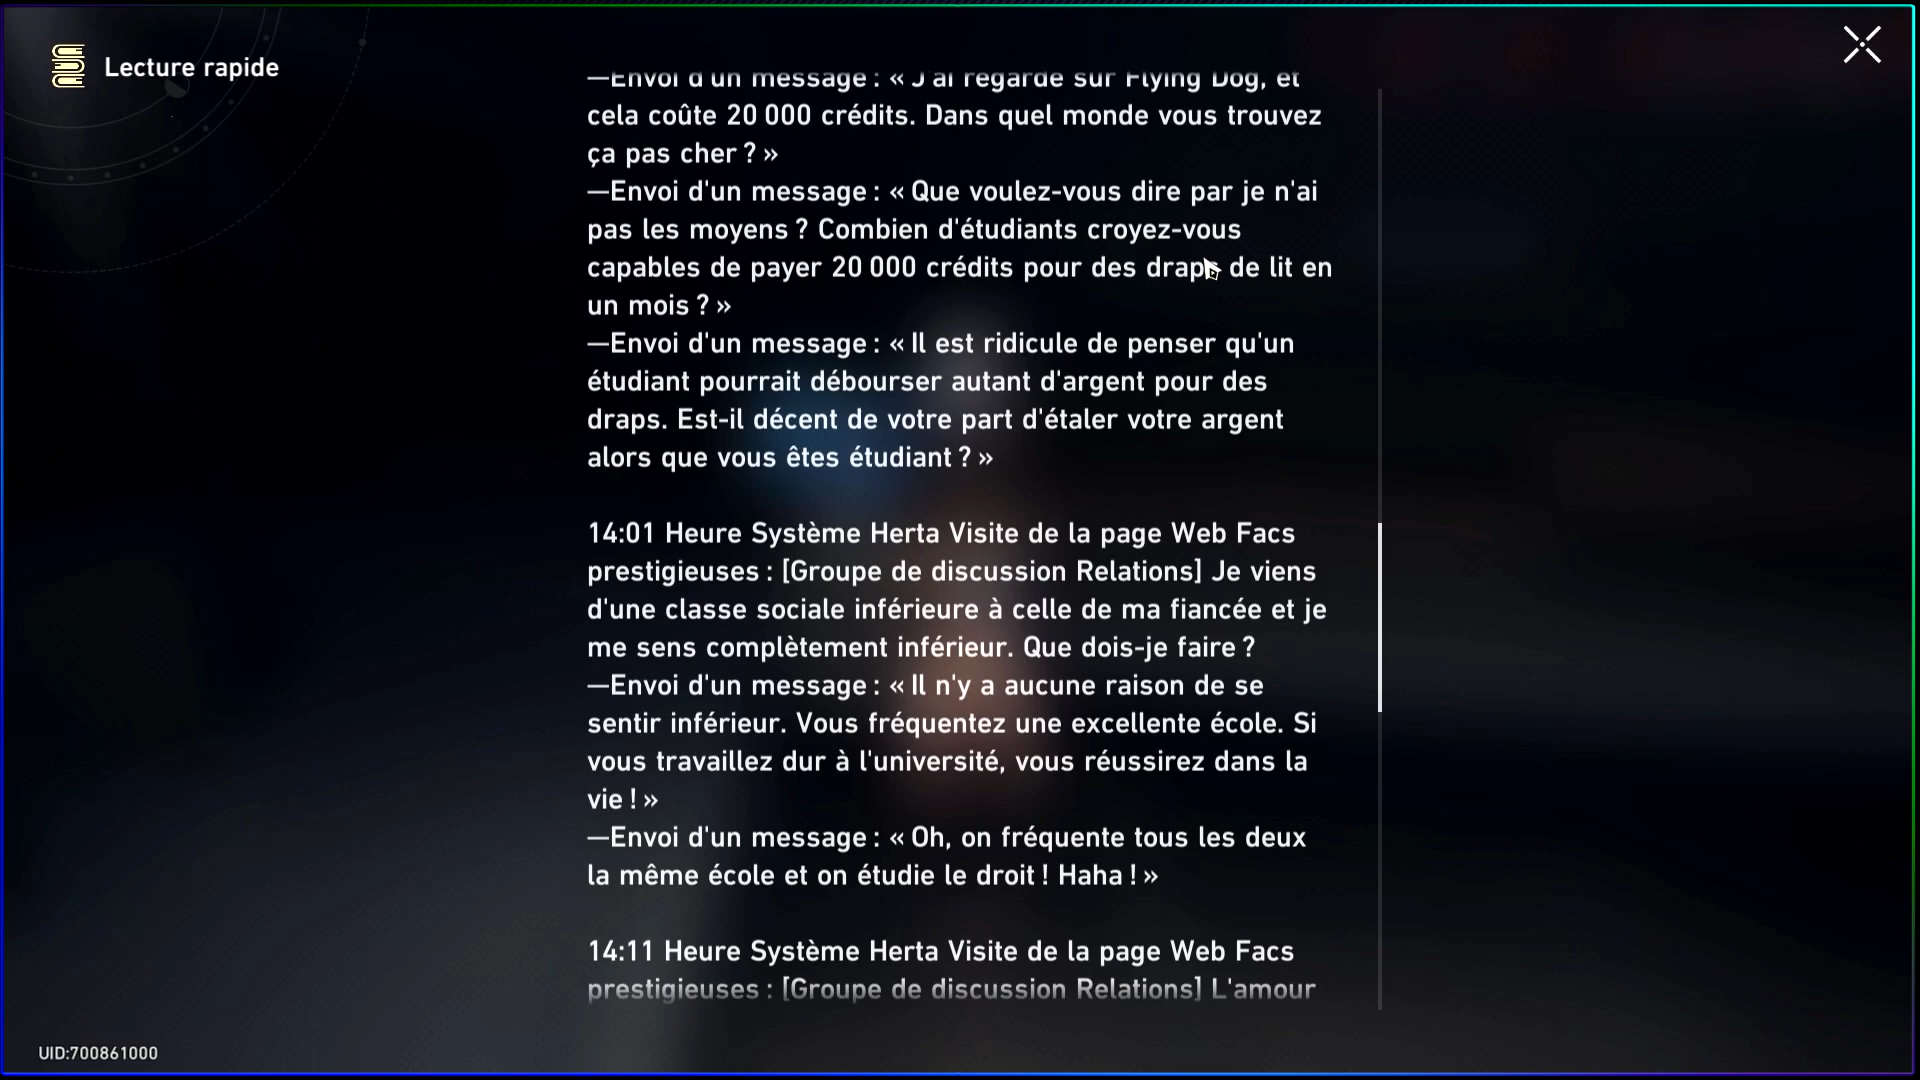 Lecture rapide
—Envoi d'un message : « J'ai regardé sur Flying Dog, et
cela coûte 20 000 crédits. Dans quel monde vous trouvez
ça pas cher ? »
—Envoi d'un message : « Que voulez-vous dire par je n'ai
pas les moyens ? Combien d'étudiants croyez-vous
capables de payer 20 000 crédits pour des draps de lit en
un mois ? »
—Envoi d'un message : « Il est ridicule de penser qu'un
étudiant pourrait débourser autant d'argent pour des
draps. Est-il décent de votre part d'étaler votre argent
alors que vous êtes étudiant ? »
14:01 Heure Système Herta Visite de la page Web Facs
prestigieuses : [Groupe de discussion Relations] Je viens
d'une classe sociale inférieure à celle de ma fiancée et je
me sens complètement inférieur. Que dois-je faire ?
—Envoi d'un message : « Il n'y a aucune raison de se
sentir inférieur. Vous fréquentez une excellente école. Si
vous travaillez dur à l'université, vous réussirez dans la
vie ! »
—Envoi d'un message : « Oh, on fréquente tous les deux
la même école et on étudie le droit ! Haha ! »
14:11 Heure Système Herta Visite de la page Web Facs
prestigieuses : [Groupe de discussion Relations] L'amour
UID:700861000